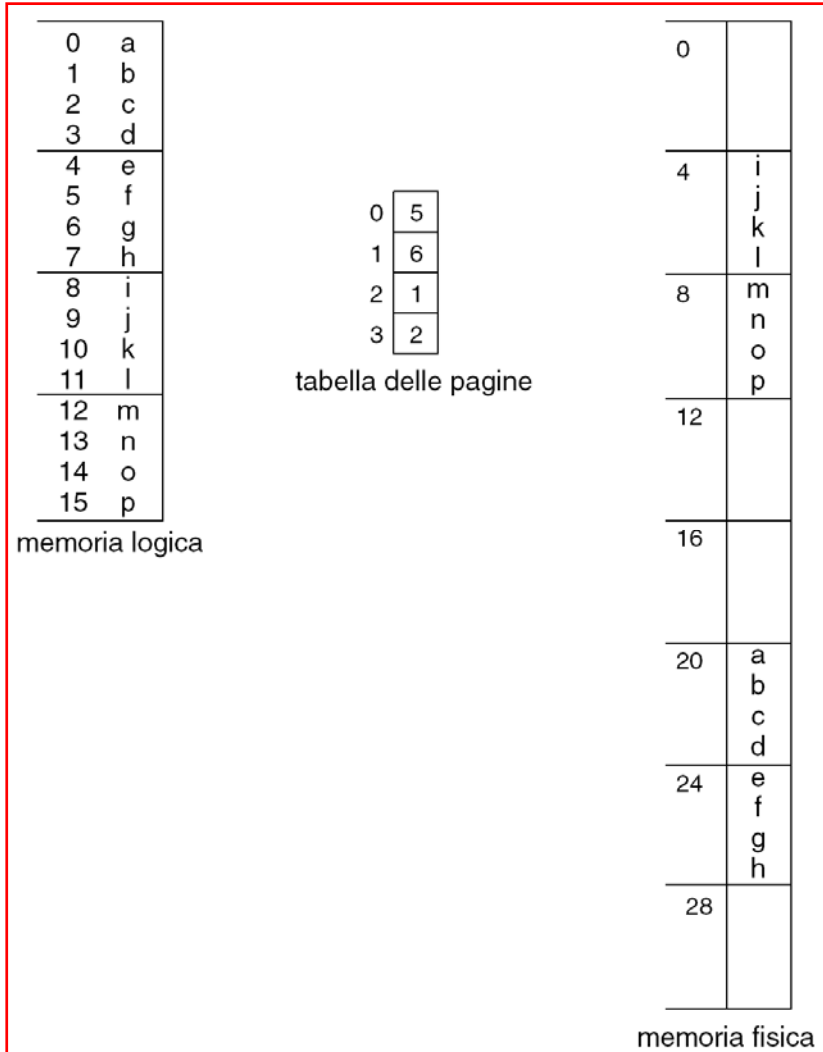 0 a
1 b
2 c
3 d
4 e
5 f
6 g
7 h
8 i
9 j
10 k
11 l
12 m
13 n
14 o
15 p
memoria logica
0 5
1 6
2 1
3 2
tabella delle pagine
0
4 i
j
k
l
8 m
n
o
p
12
16
20 a
b
c
d
24 e
f
g
h
28
memoria fisica